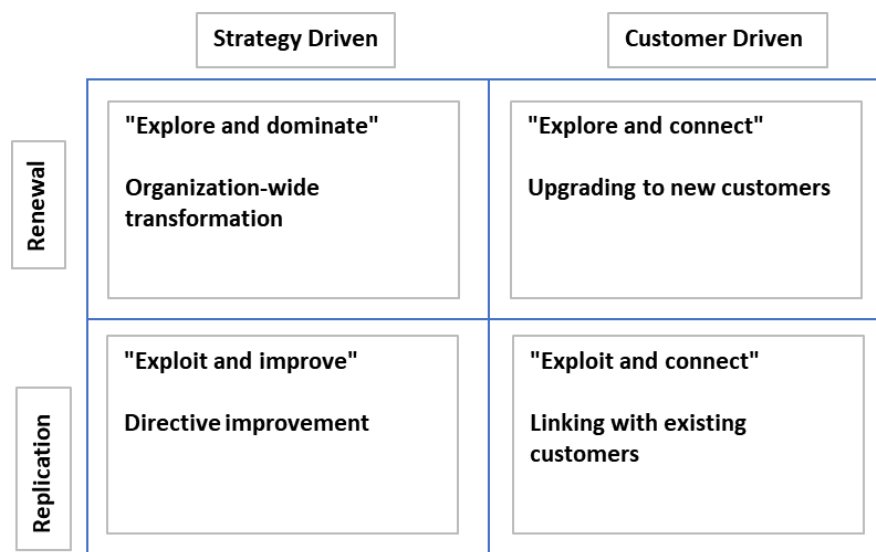 Strategy Driven
Customer Driven
Renewal
"Explore and dominate"
Organization-wide
transformation
"Explore and connect"
Upgrading to new customers
Replication
"Exploit and improve"
Directive improvement
"Exploit and connect"
Linking with existing
customers